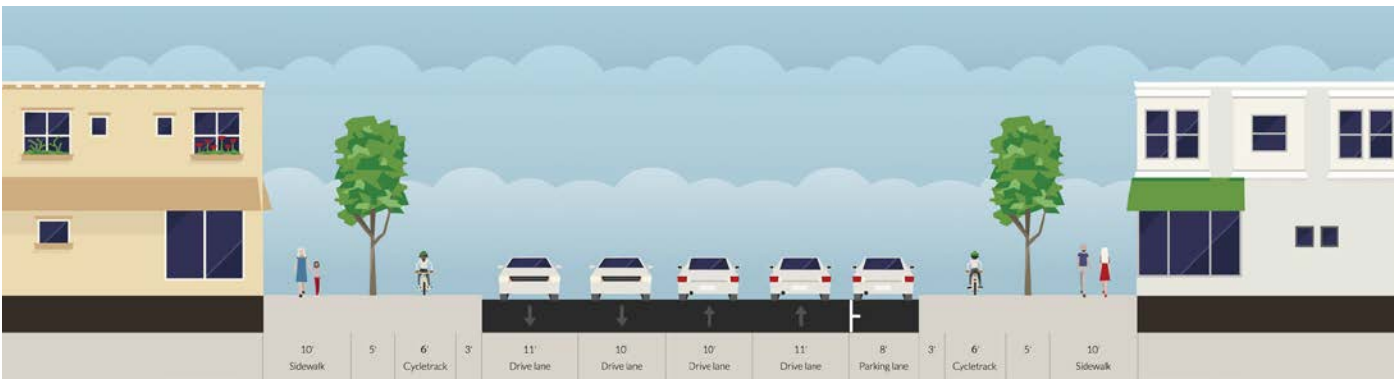 10' 5' 6' 3' 11' 10' 10' 11' 8' 3' 6' 5' 10'
Sidewalk Cycletrack Drive lane Drive lane Drive lane Drive lane Parking lane Cycletrack Sidewalk